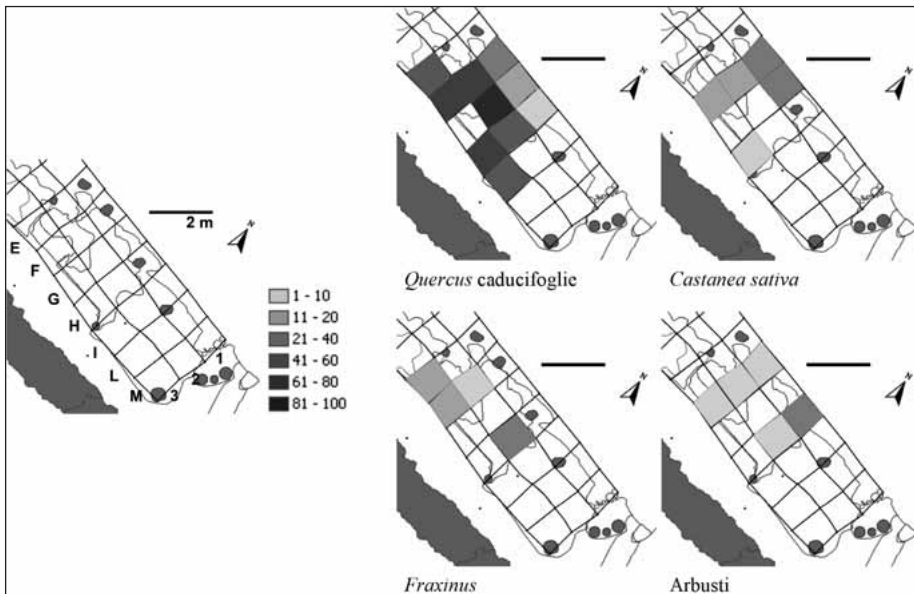 N
N
N
2 m
E
F
G
H
I
L
M
3
2
1
1 - 10
11 - 20
21 - 40
41 - 60
61 - 80
81 - 100
Quercus caducifoglie
Castanea sativa
N
N
Fraxinus
Arbusti